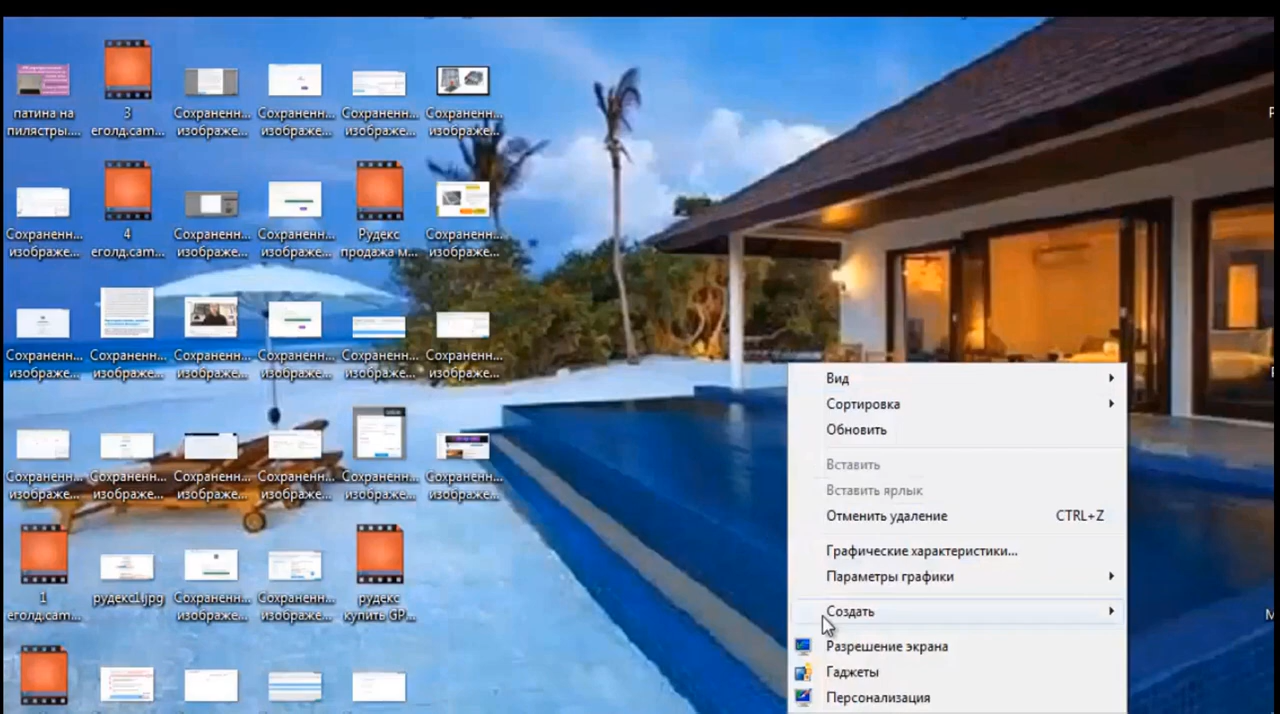 патина на
пилястры....
3
еголд.cam...
Сохраненн...
изображе...
Сохраненн...
изображе...
Сохраненн...
изображе...
Сохраненн...
изображе...
Сохраненн...
изображе...
4
еголд.cam...
Сохраненн...
изображе...
Сохраненн...
изображе...
Рудекс
продажа м...
Сохраненн...
изображе...
Сохраненн...
изображе...
Сохраненн...
изображе...
Сохраненн...
изображе...
Сохраненн...
изображе...
Сохраненн...
изображе...
Сохраненн...
изображе...
Сохраненн...
изображе...
Сохраненн...
изображе...
Сохраненн...
изображе...
Сохраненн...
изображе...
Сохраненн...
изображе...
Сохраненн...
изображе...
1
еголд.cam...
рудекс1.jpg
Сохраненн...
изображе...
Сохраненн...
изображе...
рудекс
купить GP...
Вид
Сортировка
Обновить
Вставить
Вставить ярлык
Отменить удаление CTRL+Z
Графические характеристики...
Параметры графики
Создать
Разрешение экрана
Гаджеты
Персонализация